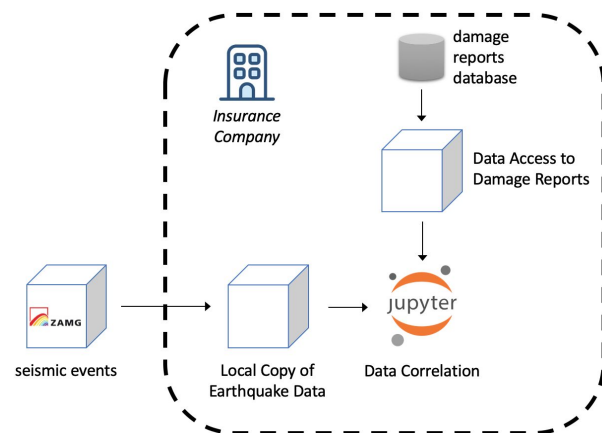 damage
reports
database
Insurance
Company
Data Access to
Damage Reports
ZAMG
jupyter
seismic events
Local Copy of
Earthquake Data
Data Correlation